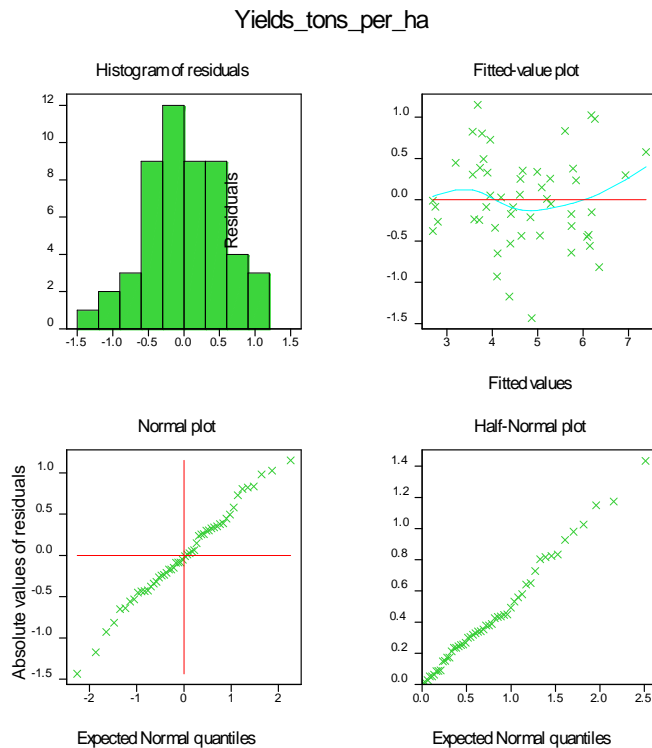 Yields_tons_per_ha
Histogram of residuals
12
10
8
6
4
2
0
-1.5 -1.0 -0.5 0.0 0.5 1.0 1.5
Fitted-value plot
Residuals
1.0
0.5
0.0
-0.5
-1.0
-1.5
3 4 5 6 7
Fitted values
Normal plot
Absolute values of residuals
1.0
0.5
0.0
-0.5
-1.0
-1.5
-2 -1 0 1 2
Expected Normal quantiles
Half-Normal plot
1.4
1.2
1.0
0.8
0.6
0.4
0.2
0.0
0.0 0.5 1.0 1.5 2.0 2.5
Expected Normal quantiles